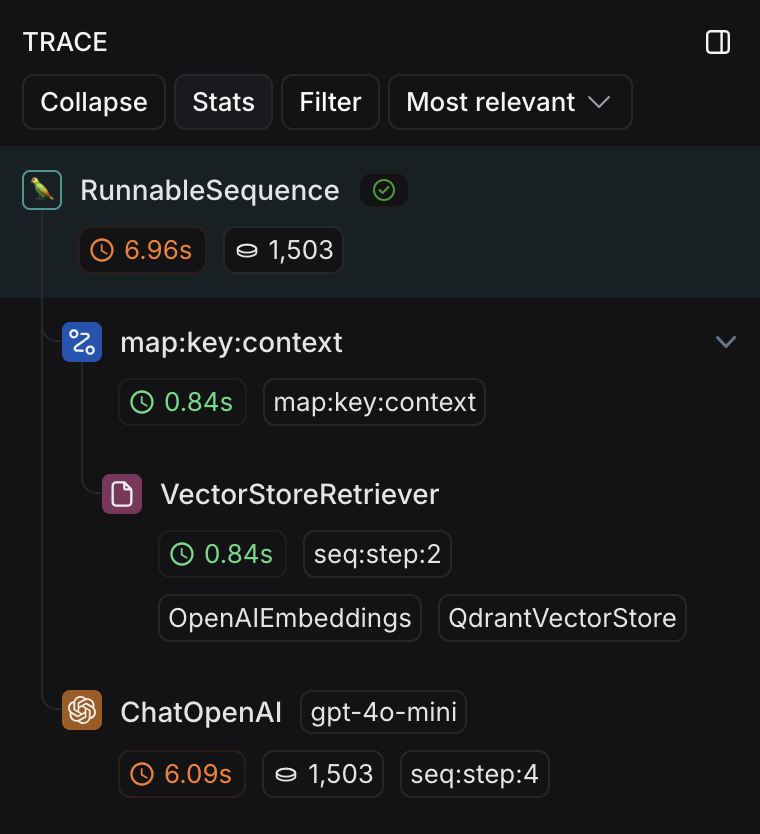 TRACE
Collapse Stats Filter Most relevant
RunnableSequence
6.96s 1,503
map:key:context
0.84s map:key:context
VectorStoreRetriever
0.84s seq:step:2
OpenAIEmbeddings QdrantVectorStore
ChatOpenAI gpt-4o-mini
6.09s 1,503 seq:step:4